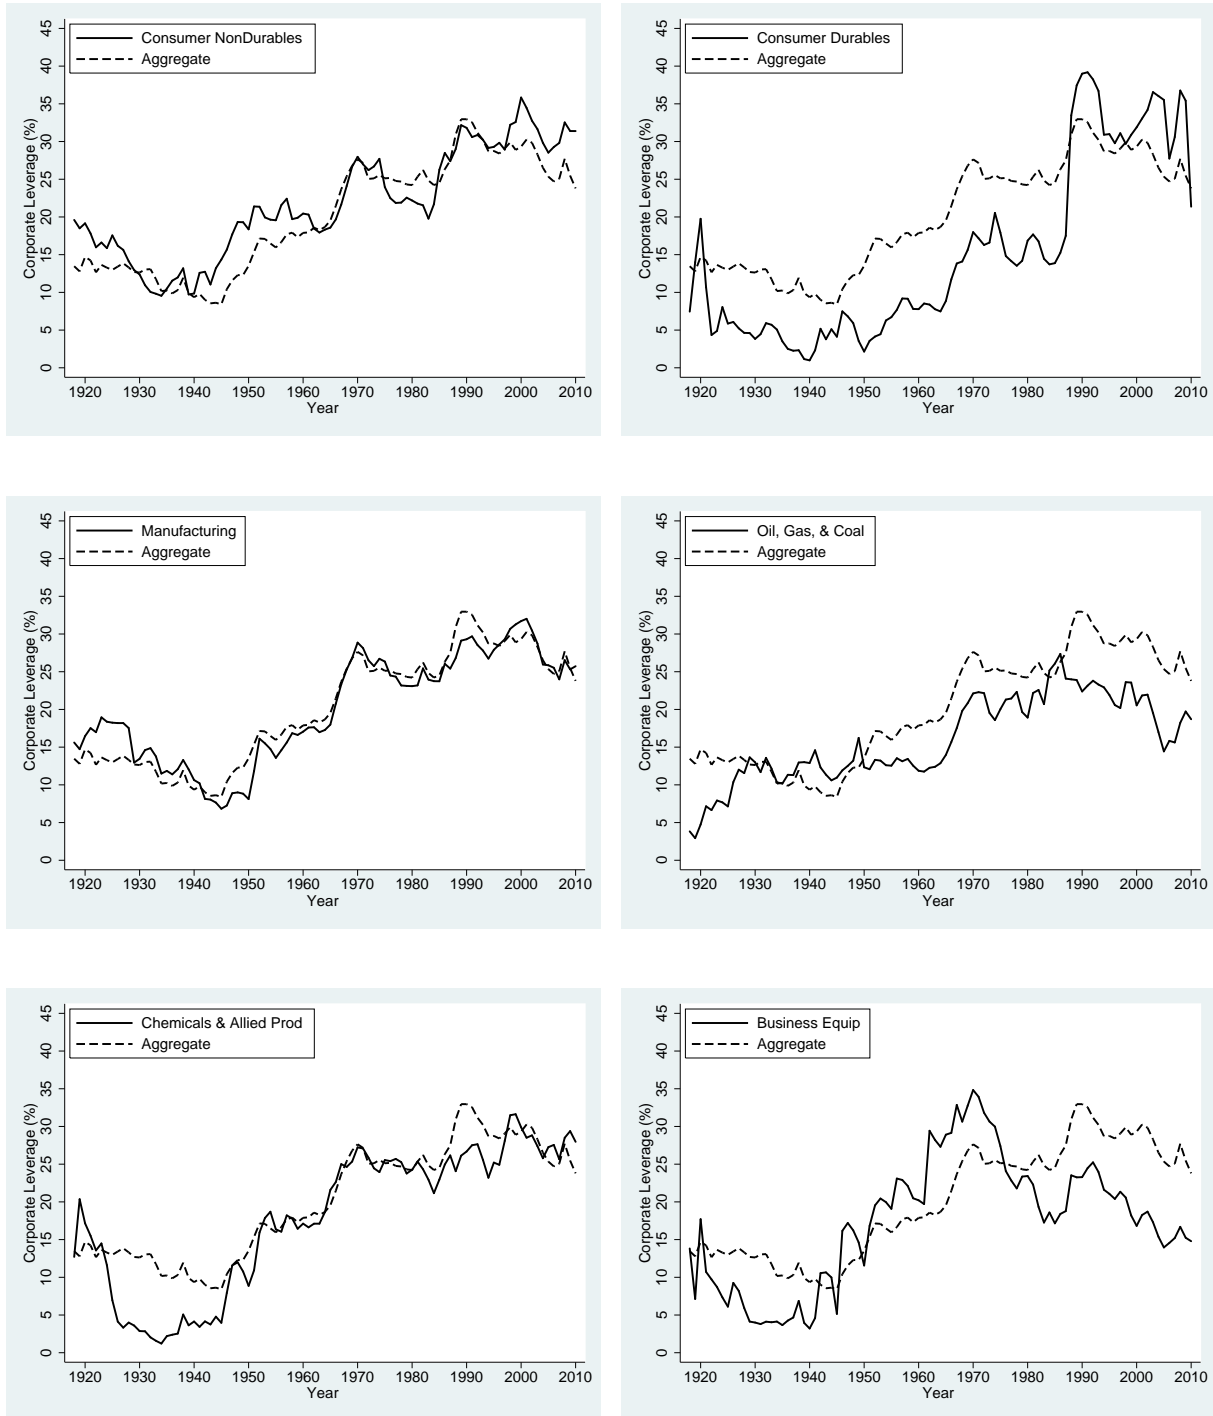 Consumer NonDurables
Aggregate
Corporate Leverage (%)
0 5 10 15 20 25 30 35 40 45
1920 1930 1940 1950 1960 1970 1980 1990 2000 2010
Year
Consumer Durables
Aggregate
Corporate Leverage (%)
0 5 10 15 20 25 30 35 40 45
1920 1930 1940 1950 1960 1970 1980 1990 2000 2010
Year
Manufacturing
Aggregate
Corporate Leverage (%)
0 5 10 15 20 25 30 35 40 45
1920 1930 1940 1950 1960 1970 1980 1990 2000 2010
Year
Oil, Gas, & Coal
Aggregate
Corporate Leverage (%)
0 5 10 15 20 25 30 35 40 45
1920 1930 1940 1950 1960 1970 1980 1990 2000 2010
Year
Chemicals & Allied Prod
Aggregate
Corporate Leverage (%)
0 5 10 15 20 25 30 35 40 45
1920 1930 1940 1950 1960 1970 1980 1990 2000 2010
Year
Business Equip
Aggregate
Corporate Leverage (%)
0 5 10 15 20 25 30 35 40 45
1920 1930 1940 1950 1960 1970 1980 1990 2000 2010
Year